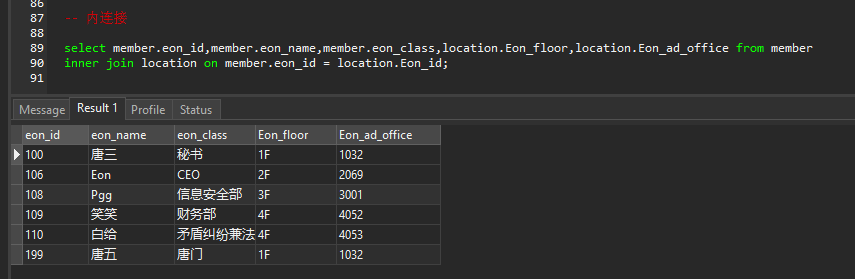 86
87 -- 内连接
88
89 select member.eon_id,member.eon_name,member.eon_class,location.Eon_floor,location.Eon_ad_office from member
90 inner join location on member.eon_id = location.Eon_id;
91
Message Result 1 Profile Status
eon_id eon_name eon_class Eon_floor Eon_ad_office
100 唐三 秘书 1F 1032
106 Eon CEO 2F 2069
108 Pgg 信息安全部 3F 3001
109 笑笑 财务部 4F 4052
110 白给 矛盾纠纷兼法 4F 4053
199 唐五 唐门 1F 1032